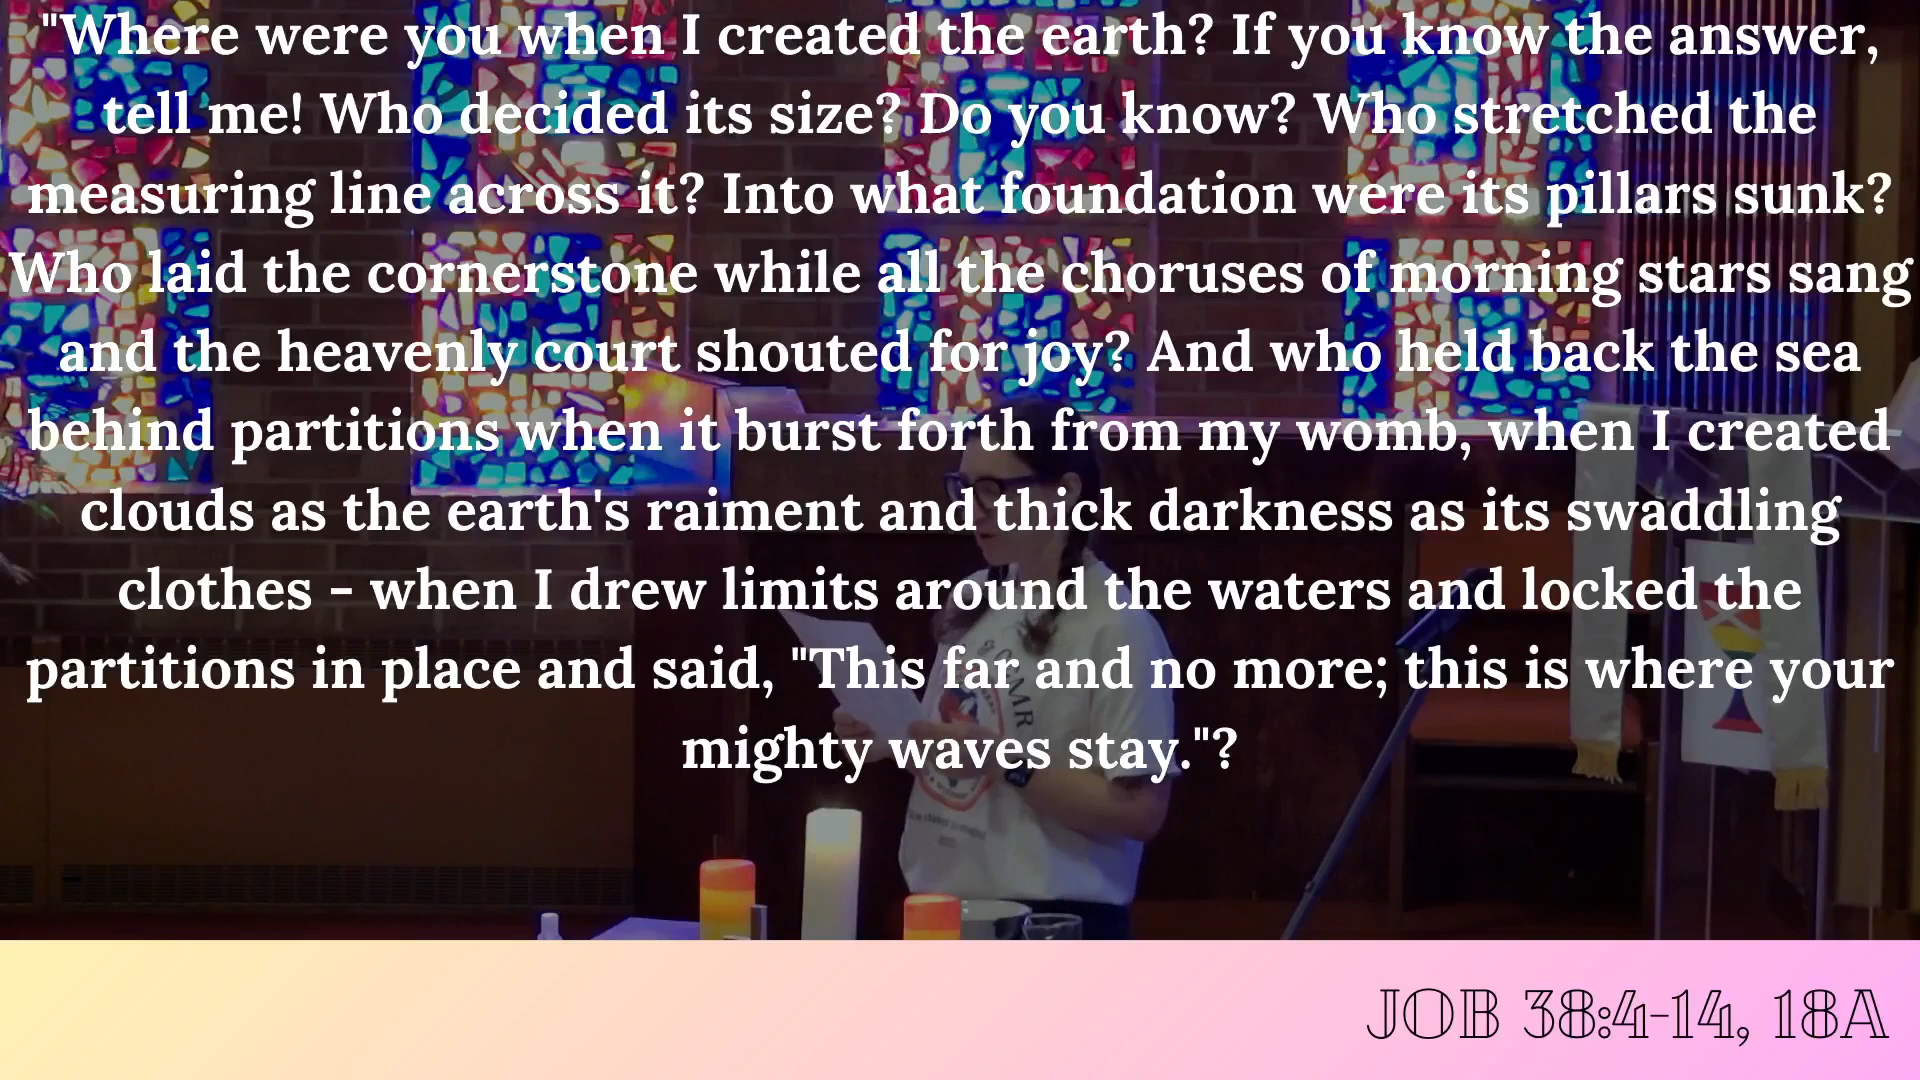 "Where were you when I created the earth? If you know the answer,
tell me! Who decided its size? Do you know? Who stretched the
measuring line across it? Into what foundation were its pillars sunk?
Who laid the cornerstone while all the choruses of morning stars sang
and the heavenly court shouted for joy? And who held back the sea
behind partitions when it burst forth from my womb, when I created
clouds as the earth's raiment and thick darkness as its swaddling
clothes - when I drew limits around the waters and locked the
partitions in place and said, "This far and no more; this is where your
mighty waves stay."?
JOB 38:4-14, 18A